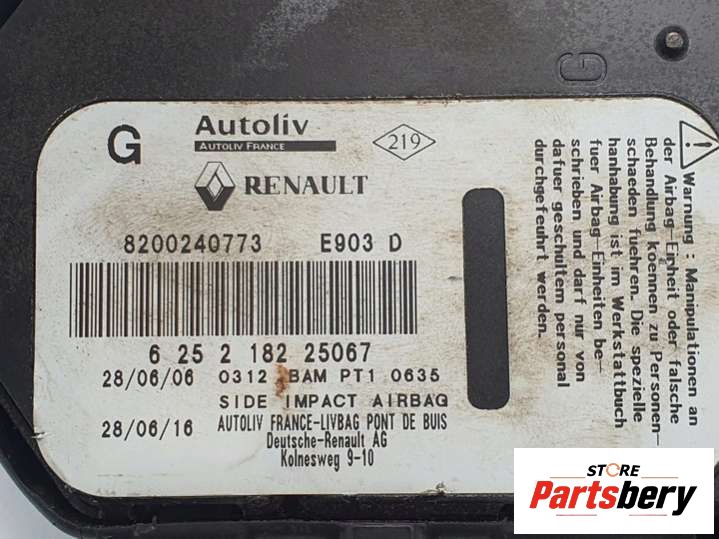 G
Autoliv
AUTOLIV FRANCE
219
RENAULT
8200240773 E903 D
6 25 2 182 25067
28/06/06 0312 BAM PT1 0635
SIDE IMPACT AIRBAG
28/06/16 AUTOLIV FRANCE-LIVBAG PONT DE BUIS
Deutsche-Renault AG
Kolnesweg 9-10
G
Warnung : Manipulationen an
der Airbag-Einheit oder falsche
Behandlung koennen zu Personen-
schaeden fuehren. Die spezielle
hanhabung ist im Werkstattbuch
fuer Airbag-Einheiten be-
schrieben und darf nur von
dafuer geschultem personal
durchgefuehrt werden.
STORE
Partsbery